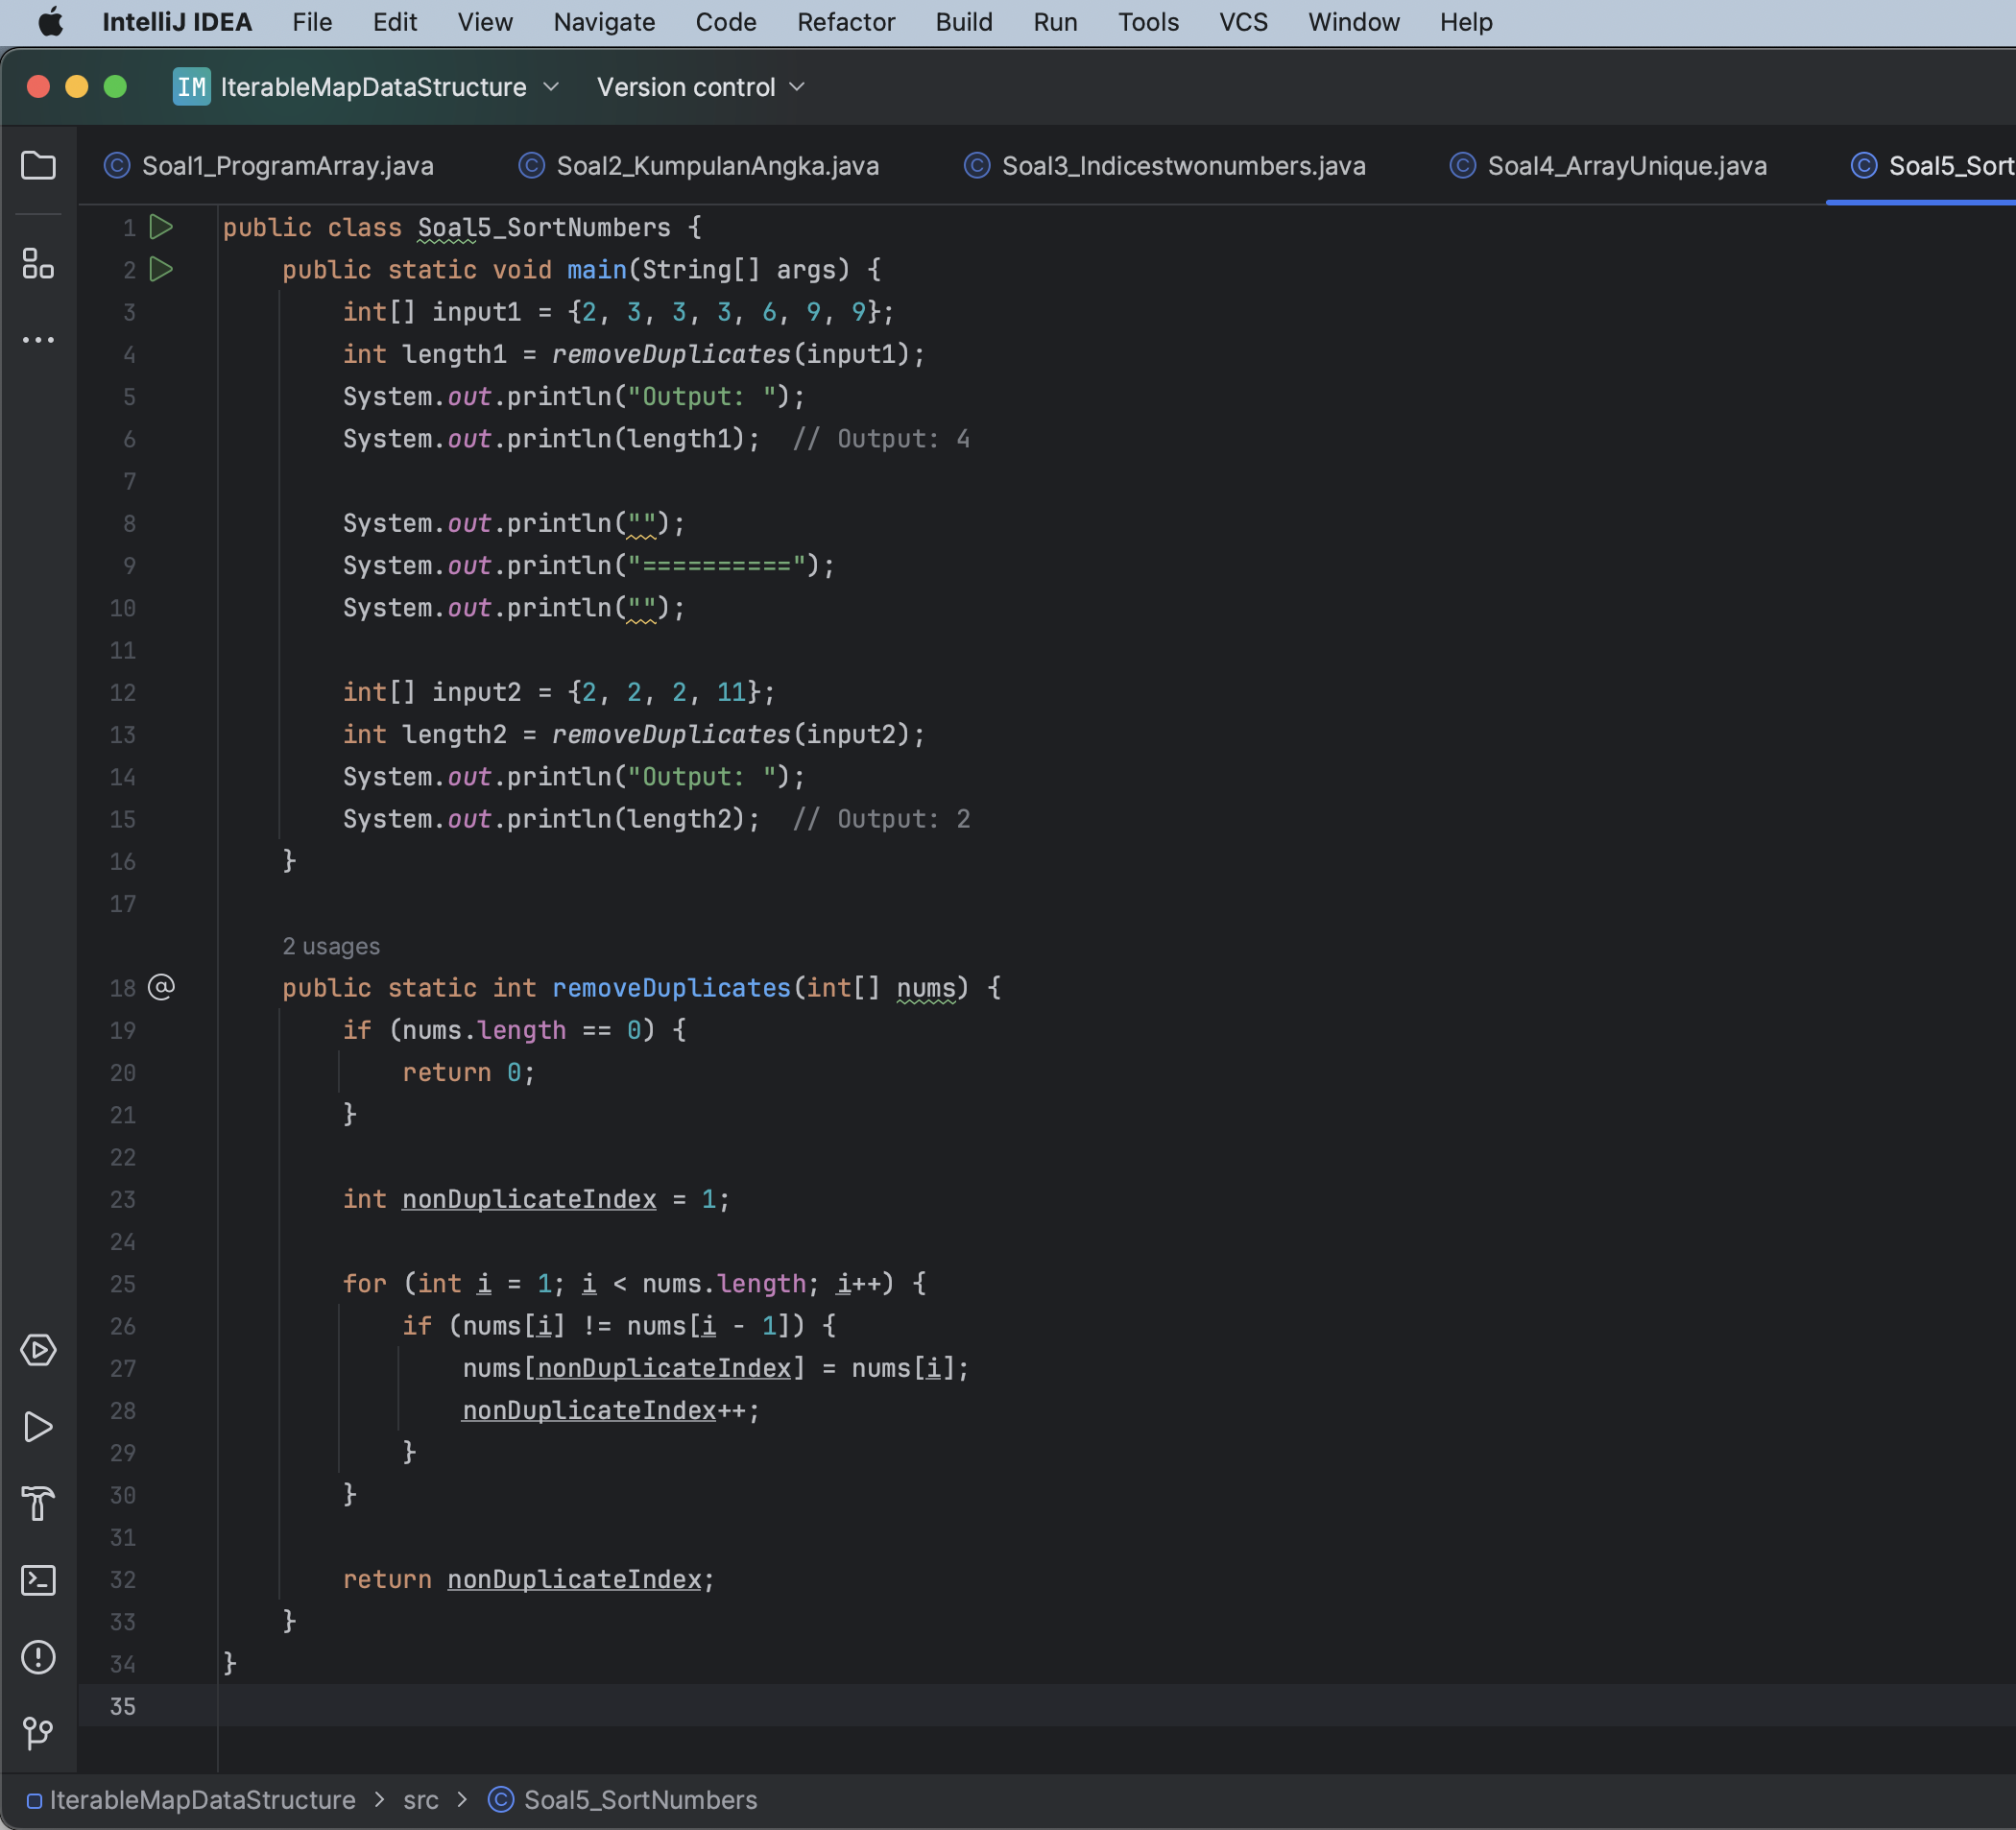 IntelliJ IDEA File Edit View Navigate Code Refactor Build Run Tools VCS Window Help
IM IterableMapDataStructure Version control
Soal1_ProgramArray.java Soal2_KumpulanAngka.java Soal3_Indicestwonumbers.java Soal4_ArrayUnique.java Soal5_Sort
1 public class Soal5_SortNumbers {
2 public static void main(String[] args) {
3 int[] input1 = {2, 3, 3, 3, 6, 9, 9};
4 int length1 = removeDuplicates(input1);
5 System.out.println("Output: ");
6 System.out.println(length1);  // Output: 4
7
8 System.out.println("");
9 System.out.println("==========");
10 System.out.println("");
11
12 int[] input2 = {2, 2, 2, 11};
13 int length2 = removeDuplicates(input2);
14 System.out.println("Output: ");
15 System.out.println(length2);  // Output: 2
16 }
17
2 usages
18 @ public static int removeDuplicates(int[] nums) {
19 if (nums.length == 0) {
20 return 0;
21 }
22
23 int nonDuplicateIndex = 1;
24
25 for (int i = 1; i < nums.length; i++) {
26 if (nums[i] != nums[i - 1]) {
27 nums[nonDuplicateIndex] = nums[i];
28 nonDuplicateIndex++;
29 }
30 }
31
32 return nonDuplicateIndex;
33 }
34 }
35
IterableMapDataStructure > src > Soal5_SortNumbers